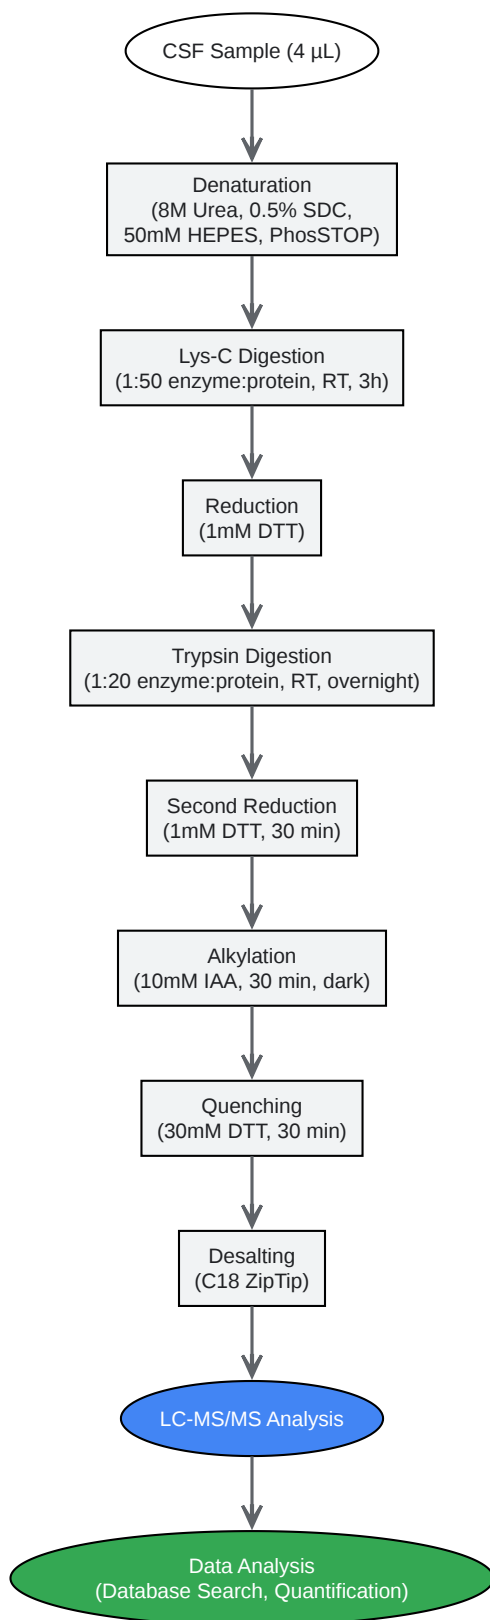 CSF Sample (4 µL)
Denaturation
(8M Urea, 0.5% SDC,
50mM HEPES, PhosSTOP)
Lys-C Digestion
(1:50 enzyme:protein, RT, 3h)
Reduction
(1mM DTT)
Trypsin Digestion
(1:20 enzyme:protein, RT, overnight)
Second Reduction
(1mM DTT, 30 min)
Alkylation
(10mM IAA, 30 min, dark)
Quenching
(30mM DTT, 30 min)
Desalting
(C18 ZipTip)
LC-MS/MS Analysis
Data Analysis
(Database Search, Quantification)